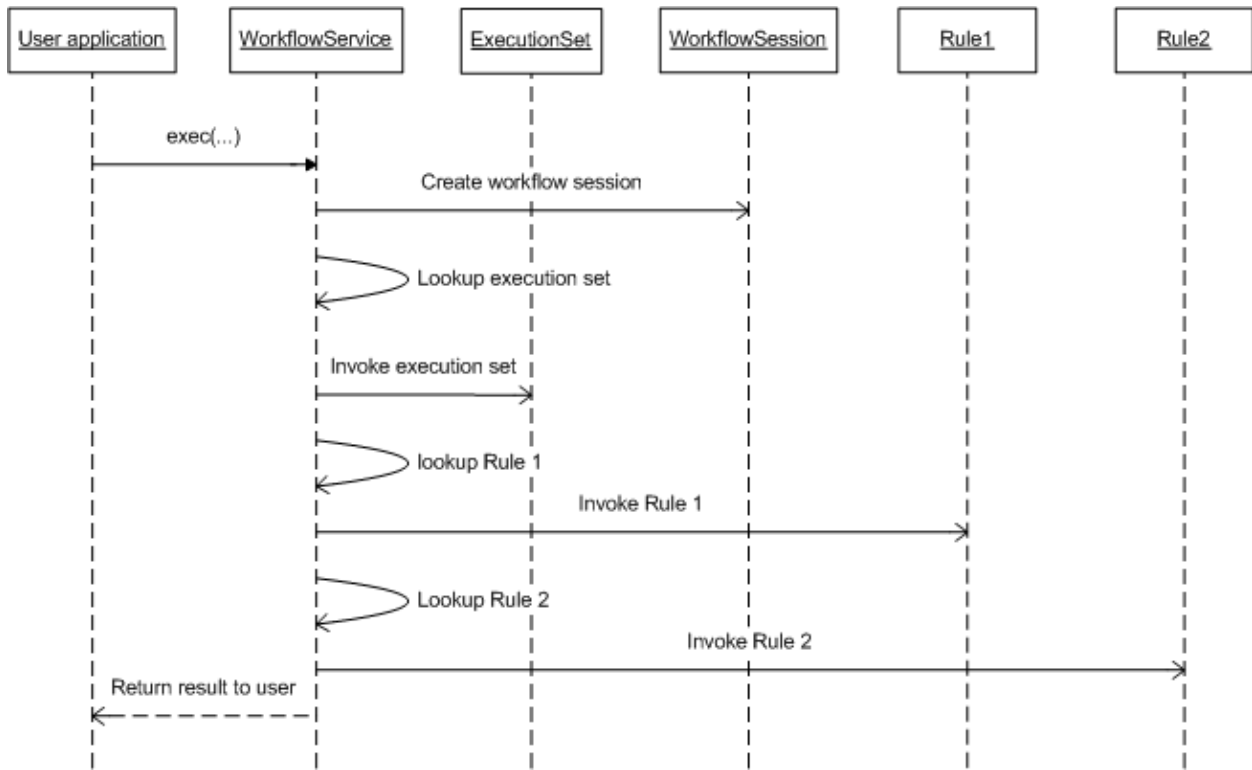 User application
WorkflowService
ExecutionSet
WorkflowSession
Rule1
Rule2
exec(...)
Create workflow session
Lookup execution set
Invoke execution set
lookup Rule 1
Invoke Rule 1
Lookup Rule 2
Invoke Rule 2
Return result to user